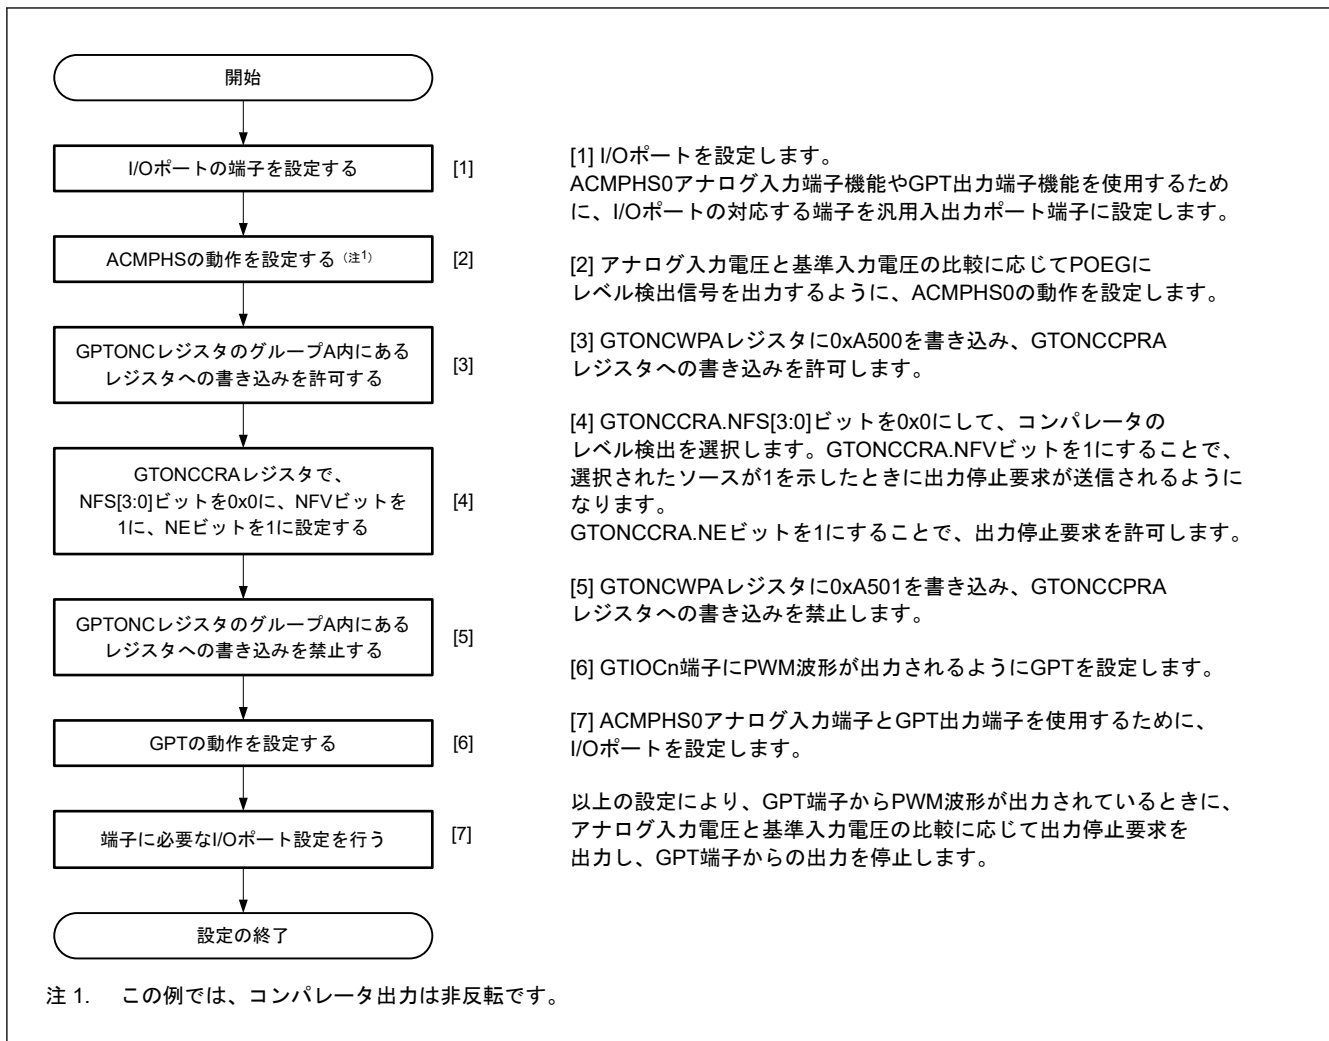 開始
I/Oポートの端子を設定する
[1]
ACMPHSの動作を設定する（注1）
[2]
GPTONCレジスタのグループA内にある
レジスタへの書き込みを許可する
[3]
GTONCCRAレジスタで、
NFS[3:0]ビットを0x0に、NFVビットを
1に、NEビットを1に設定する
[4]
GPTONCレジスタのグループA内にある
レジスタへの書き込みを禁止する
[5]
GPTの動作を設定する
[6]
端子に必要なI/Oポート設定を行う
[7]
設定の終了
[1] I/Oポートを設定します。
ACMPHS0アナログ入力端子機能やGPT出力端子機能を使用するため
に、I/Oポートの対応する端子を汎用入出力ポート端子に設定します。
[2] アナログ入力電圧と基準入力電圧の比較に応じてPOEGに
レベル検出信号を出力するように、ACMPHS0の動作を設定します。
[3] GTONCWPAレジスタに0xA500を書き込み、GTONCCPRA
レジスタへの書き込みを許可します。
[4] GTONCCRA.NFS[3:0]ビットを0x0にして、コンパレータの
レベル検出を選択します。GTONCCRA.NFVビットを1にすることで、
選択されたソースが1を示したときに出力停止要求が送信されるように
なります。
GTONCCRA.NEビットを1にすることで、出力停止要求を許可します。
[5] GTONCWPAレジスタに0xA501を書き込み、GTONCCPRA
レジスタへの書き込みを禁止します。
[6] GTIOCn端子にPWM波形が出力されるようにGPTを設定します。
[7] ACMPHS0アナログ入力端子とGPT出力端子を使用するために、
I/Oポートを設定します。
以上の設定により、GPT端子からPWM波形が出力されているときに、
アナログ入力電圧と基準入力電圧の比較に応じて出力停止要求を
出力し、GPT端子からの出力を停止します。
注 1. この例では、コンパレータ出力は非反転です。